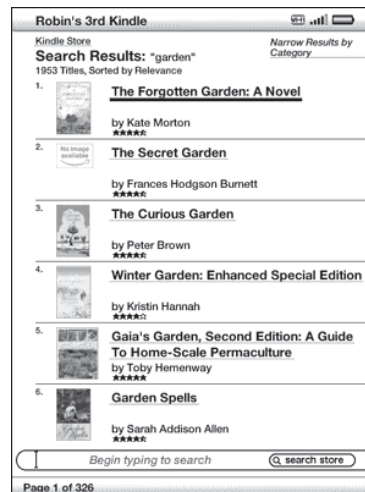 Robin's 3rd Kindle
Kindle Store
Search Results: "garden"
1953 Titles, Sorted by Relevance
Narrow Results by
Category
1.
The Forgotten Garden: A Novel
by Kate Morton
2.
No image
available
The Secret Garden
by Frances Hodgson Burnett
3.
The Curious Garden
by Peter Brown
4.
Winter Garden: Enhanced Special Edition
by Kristin Hannah
5.
Gaia's Garden, Second Edition: A Guide
To Home-Scale Permaculture
by Toby Hemenway
6.
Garden Spells
by Sarah Addison Allen
Begin typing to search
search store
Page 1 of 326